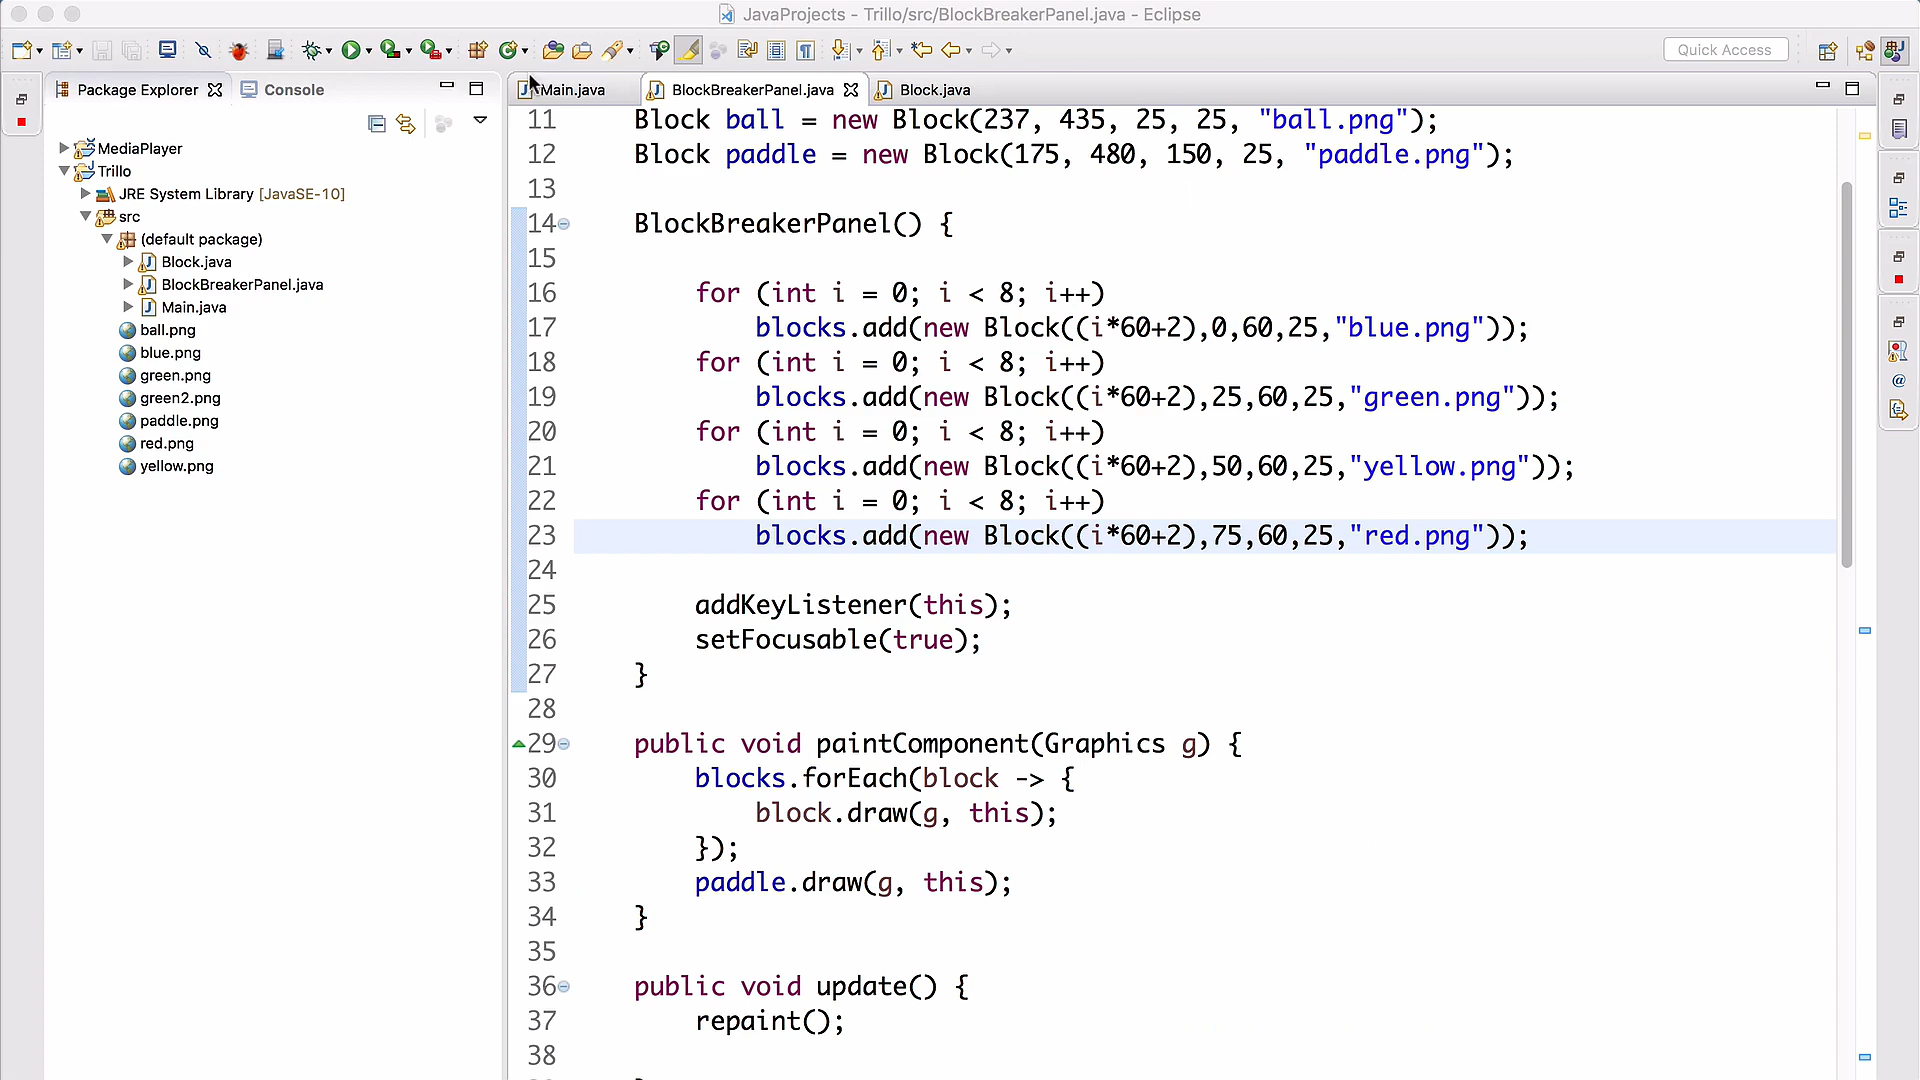 JavaProjects - Trillo/src/BlockBreakerPanel.java - Eclipse
Quick Access
Package Explorer
Console
Main.java
BlockBreakerPanel.java
Block.java
MediaPlayer
Trillo
JRE System Library [JavaSE-10]
src
(default package)
Block.java
BlockBreakerPanel.java
Main.java
ball.png
blue.png
green.png
green2.png
paddle.png
red.png
yellow.png
11 Block ball = new Block(237, 435, 25, 25, "ball.png");
12 Block paddle = new Block(175, 480, 150, 25, "paddle.png");
13
14 BlockBreakerPanel() {
15
16 for (int i = 0; i < 8; i++)
17 blocks.add(new Block((i*60+2),0,60,25,"blue.png"));
18 for (int i = 0; i < 8; i++)
19 blocks.add(new Block((i*60+2),25,60,25,"green.png"));
20 for (int i = 0; i < 8; i++)
21 blocks.add(new Block((i*60+2),50,60,25,"yellow.png"));
22 for (int i = 0; i < 8; i++)
23 blocks.add(new Block((i*60+2),75,60,25,"red.png"));
24
25 addKeyListener(this);
26 setFocusable(true);
27 }
28
29 public void paintComponent(Graphics g) {
30 blocks.forEach(block -> {
31 block.draw(g, this);
32 });
33 paddle.draw(g, this);
34 }
35
36 public void update() {
37 repaint();
38